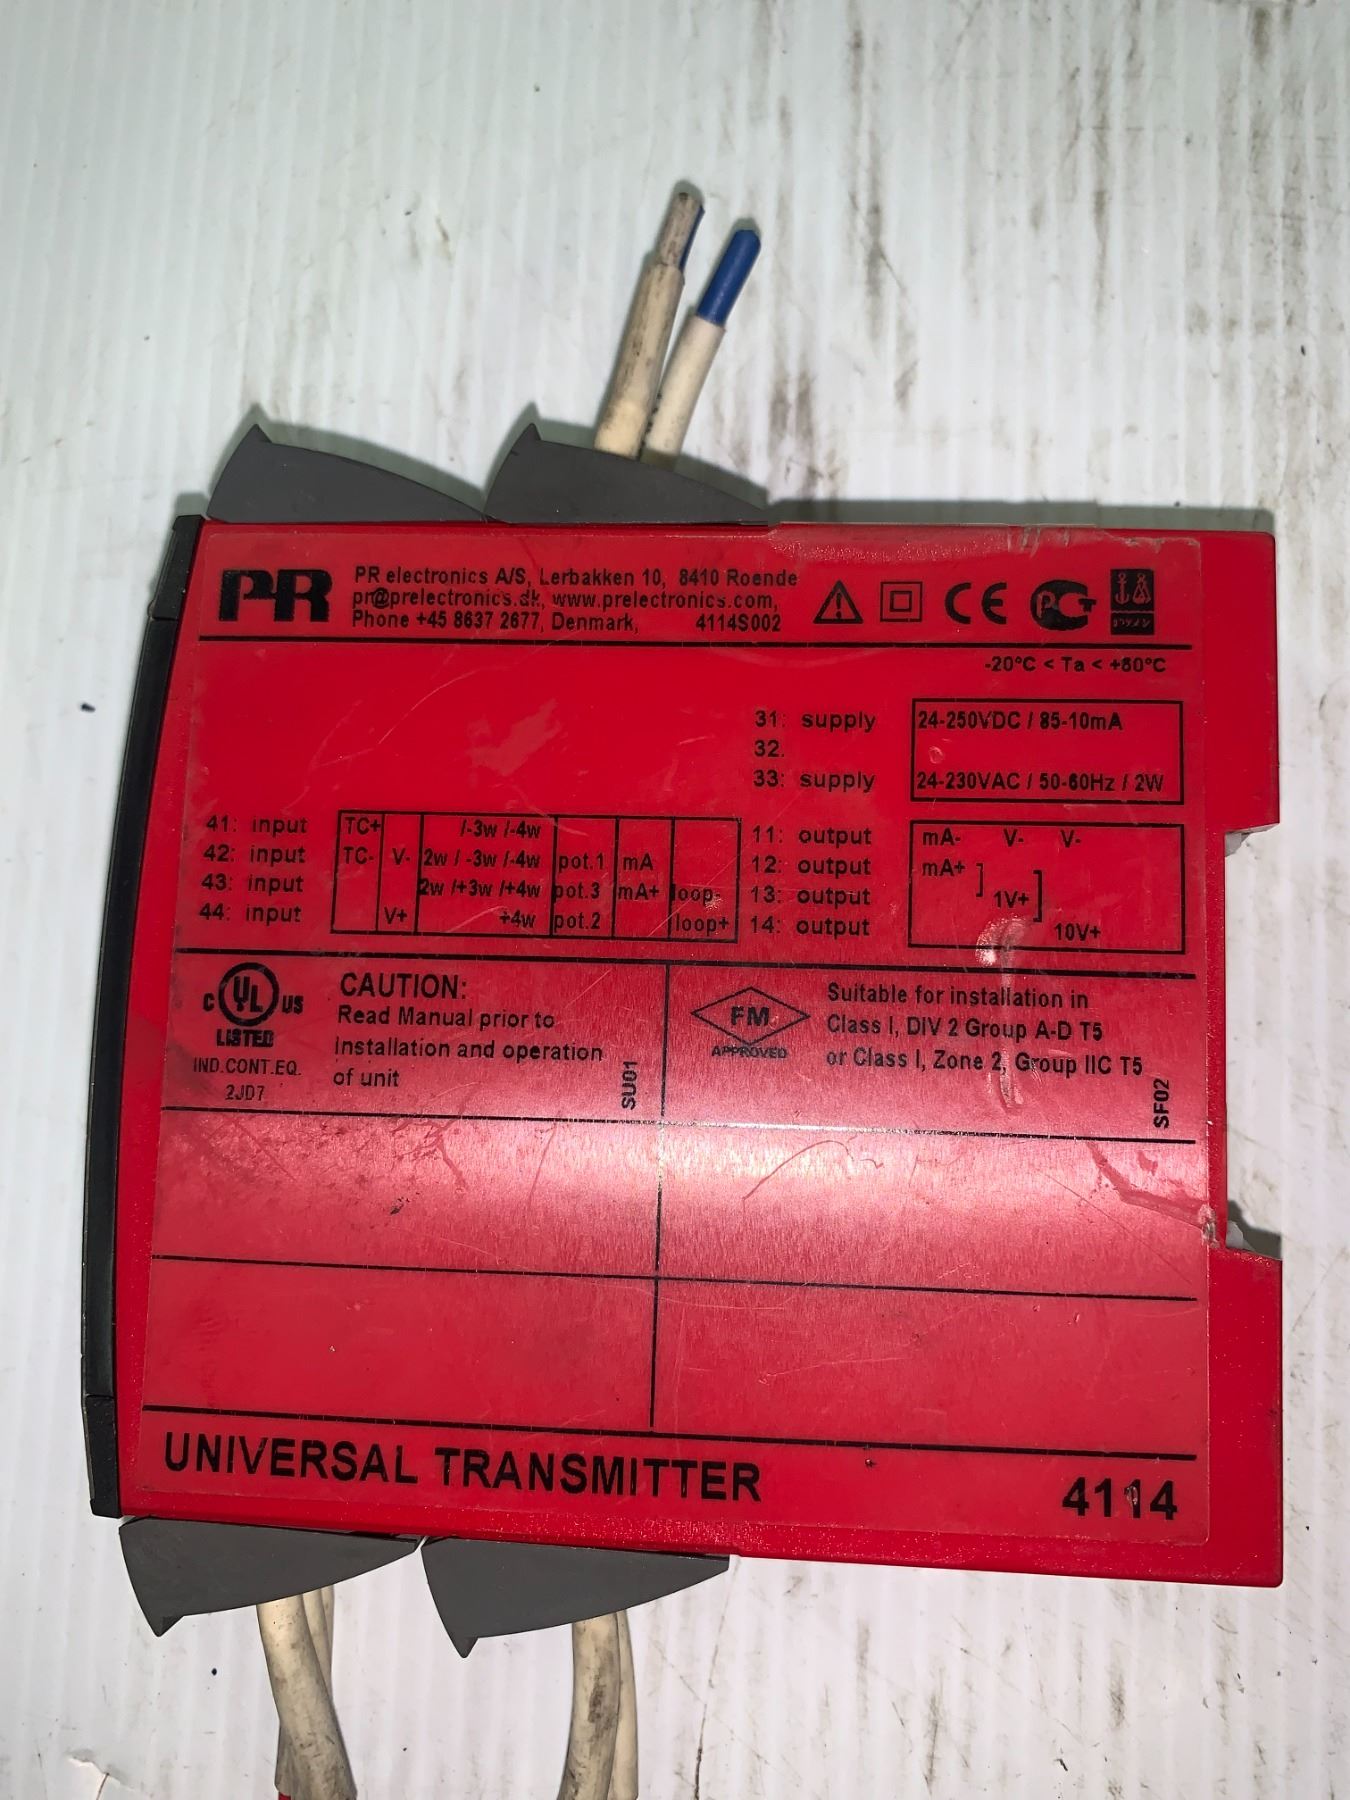 PR
PR electronics A/S, Lerbakken 10, 8410 Roende
pr@prelectronics.dk, www.prelectronics.com,
Phone +45 8637 2677, Denmark, 4114S002
CE
-20°C < Ta < +60°C
31: supply 24-250VDC / 85-10mA
32.
33: supply 24-230VAC / 50-60Hz / 2W
41: input TC+ /-3w /-4w
42: input TC- V- 2w / -3w /-4w pot.1 mA
43: input 2w /+3w /+4w pot.3 mA+ loop-
44: input V+ +4w pot.2 loop+
11: output mA- V- V-
12: output mA+
13: output 1V+
14: output 10V+
C UL US
LISTED
IND.CONT.EQ.
2JD7
CAUTION:
Read Manual prior to
installation and operation
of unit
SU01
FM
APPROVED
Suitable for installation in
Class I, DIV 2 Group A-D T5
or Class I, Zone 2, Group IIC T5
SF02
UNIVERSAL TRANSMITTER 4114